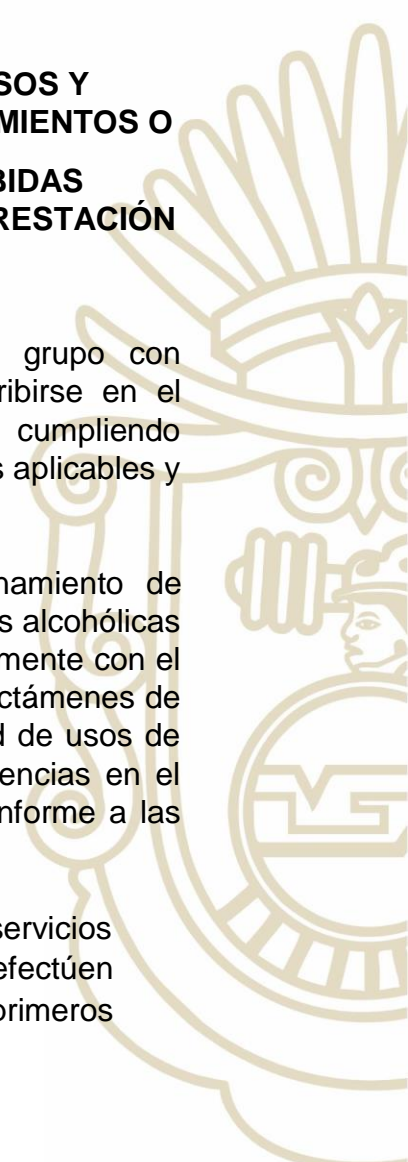 SOS Y
MIENTOS O
BIDAS
RESTACIÓN
grupo con
ribirse en el
cumpliendo
s aplicables y
namiento de
s alcohólicas
mente con el
ctámenes de
d de usos de
encias en el
nforme a las
servicios
efectúen
primeros